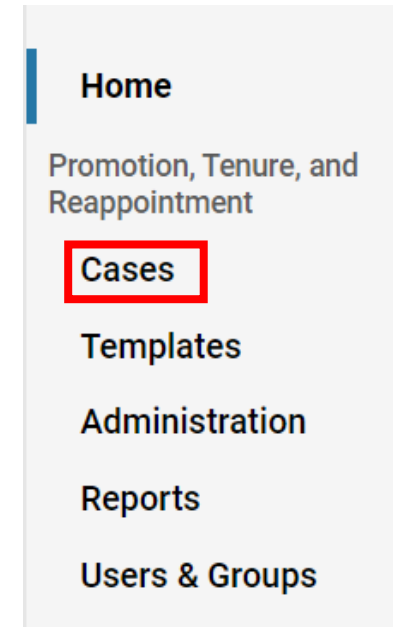 Home
Promotion, Tenure, and
Reappointment
Cases
Templates
Administration
Reports
Users & Groups